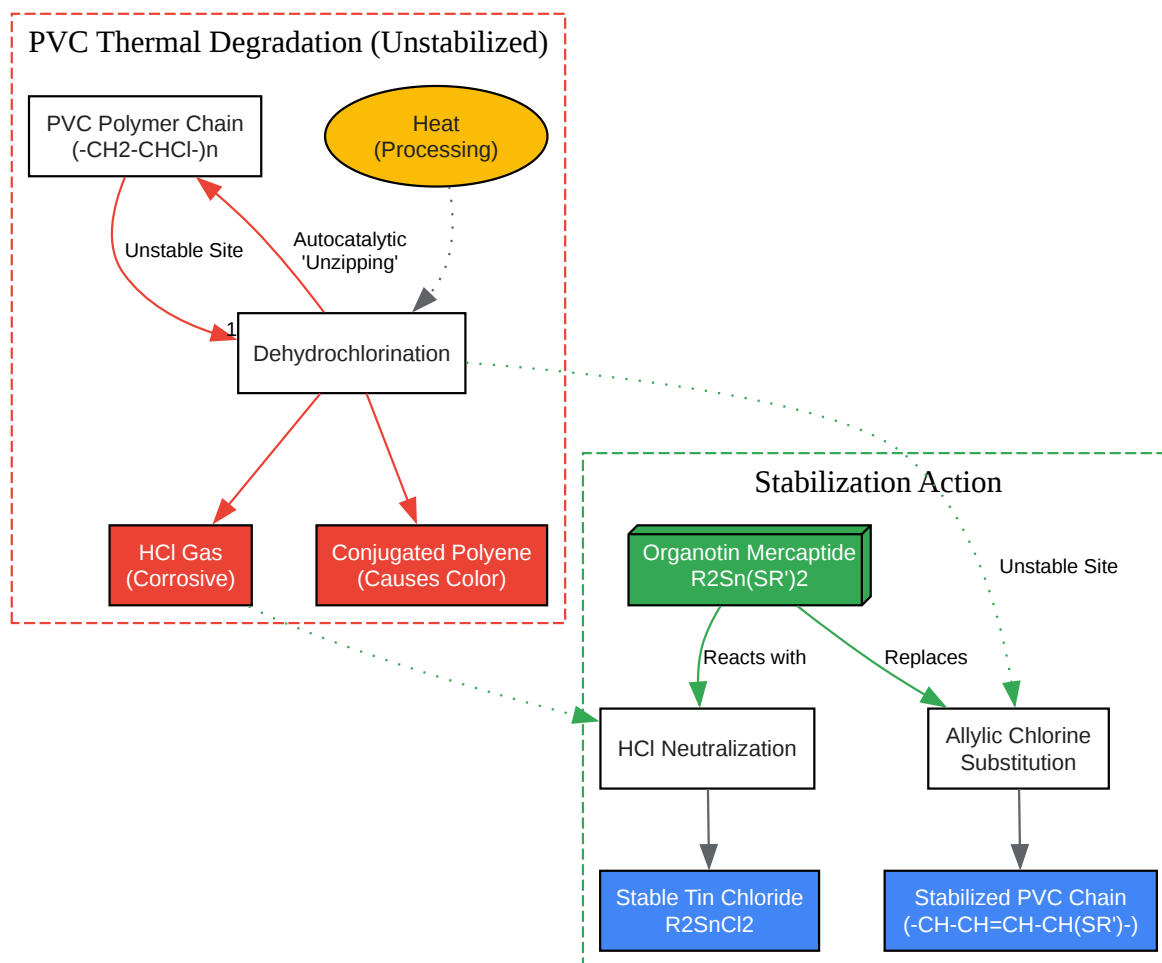 PVC Thermal Degradation (Unstabilized)
PVC Polymer Chain
(-CH2-CHCl-)n
Heat
(Processing)
Unstable Site
Autocatalytic
'Unzipping'
1
Dehydrochlorination
HCl Gas
(Corrosive)
Conjugated Polyene
(Causes Color)
Stabilization Action
Organotin Mercaptide
R2Sn(SR')2
Unstable Site
Reacts with
Replaces
HCl Neutralization
Allylic Chlorine
Substitution
Stable Tin Chloride
R2SnCl2
Stabilized PVC Chain
(-CH-CH=CH-CH(SR')-)